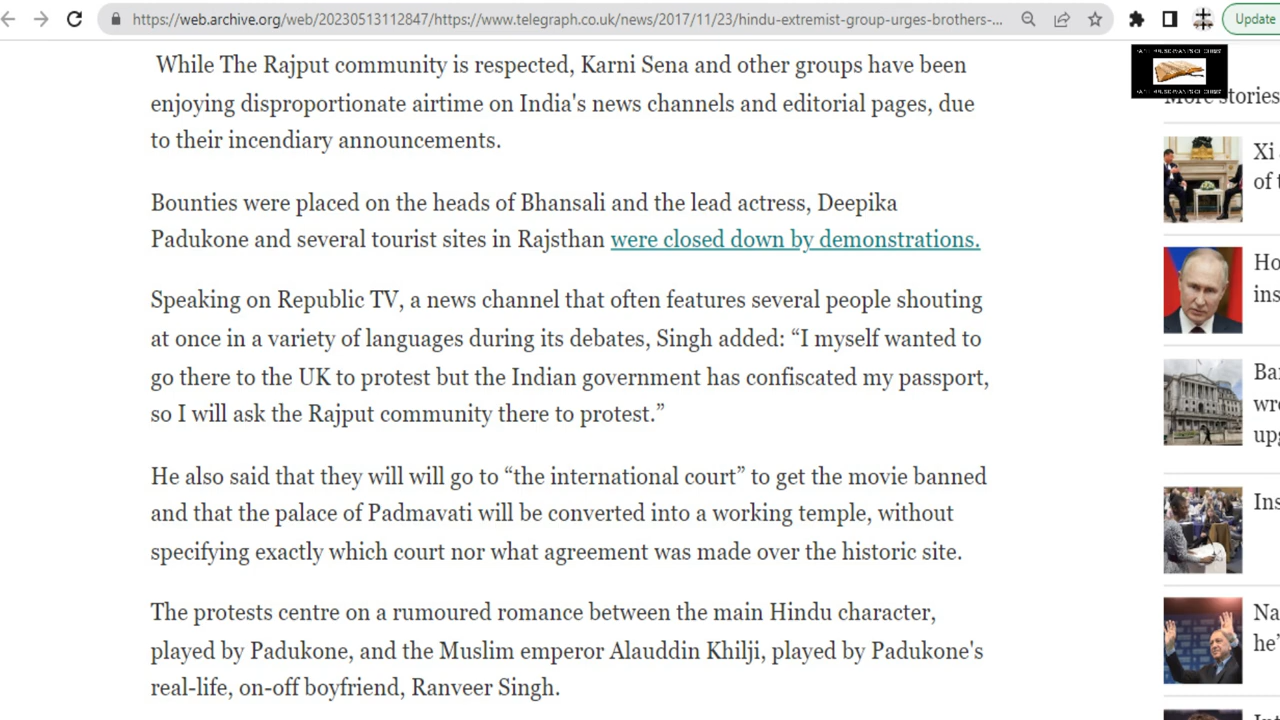 https://web.archive.org/web/20230513112847/https://www.telegraph.co.uk/news/2017/11/23/hindu-extremist-group-urges-brothers-...
Update
While The Rajput community is respected, Karni Sena and other groups have been
enjoying disproportionate airtime on India's news channels and editorial pages, due
to their incendiary announcements.
Bounties were placed on the heads of Bhansali and the lead actress, Deepika
Padukone and several tourist sites in Rajsthan were closed down by demonstrations.
Speaking on Republic TV, a news channel that often features several people shouting
at once in a variety of languages during its debates, Singh added: “I myself wanted to
go there to the UK to protest but the Indian government has confiscated my passport,
so I will ask the Rajput community there to protest.”
He also said that they will will go to “the international court” to get the movie banned
and that the palace of Padmavati will be converted into a working temple, without
specifying exactly which court nor what agreement was made over the historic site.
The protests centre on a rumoured romance between the main Hindu character,
played by Padukone, and the Muslim emperor Alauddin Khilji, played by Padukone's
real-life, on-off boyfriend, Ranveer Singh.
More stories
Xi
of t
Ho
ins
Ba
wr
up
Ins
Na
he'